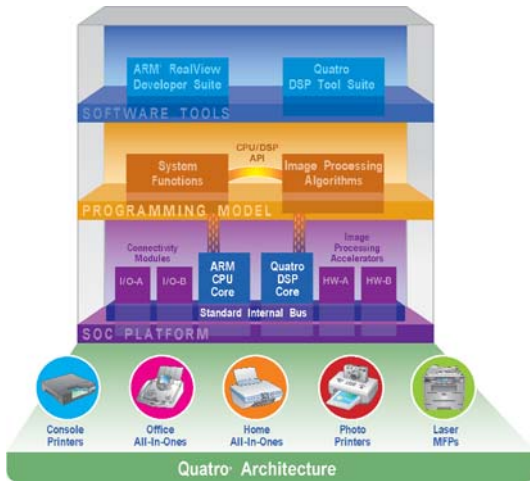 ARM® RealView
Developer Suite
Quatro
DSP Tool Suite
SOFTWARE TOOLS
CPU/DSP
API
System
Functions
Image Processing
Algorithms
PROGRAMMING MODEL
Connectivity
Modules
I/O-A
I/O-B
ARM
CPU
Core
Quatro
DSP
Core
Image
Processing
Accelerators
HW-A
HW-B
Standard Internal Bus
SOC PLATFORM
Console
Printers
Office
All-In-Ones
Home
All-In-Ones
Photo
Printers
Laser
MFPs
Quatro® Architecture